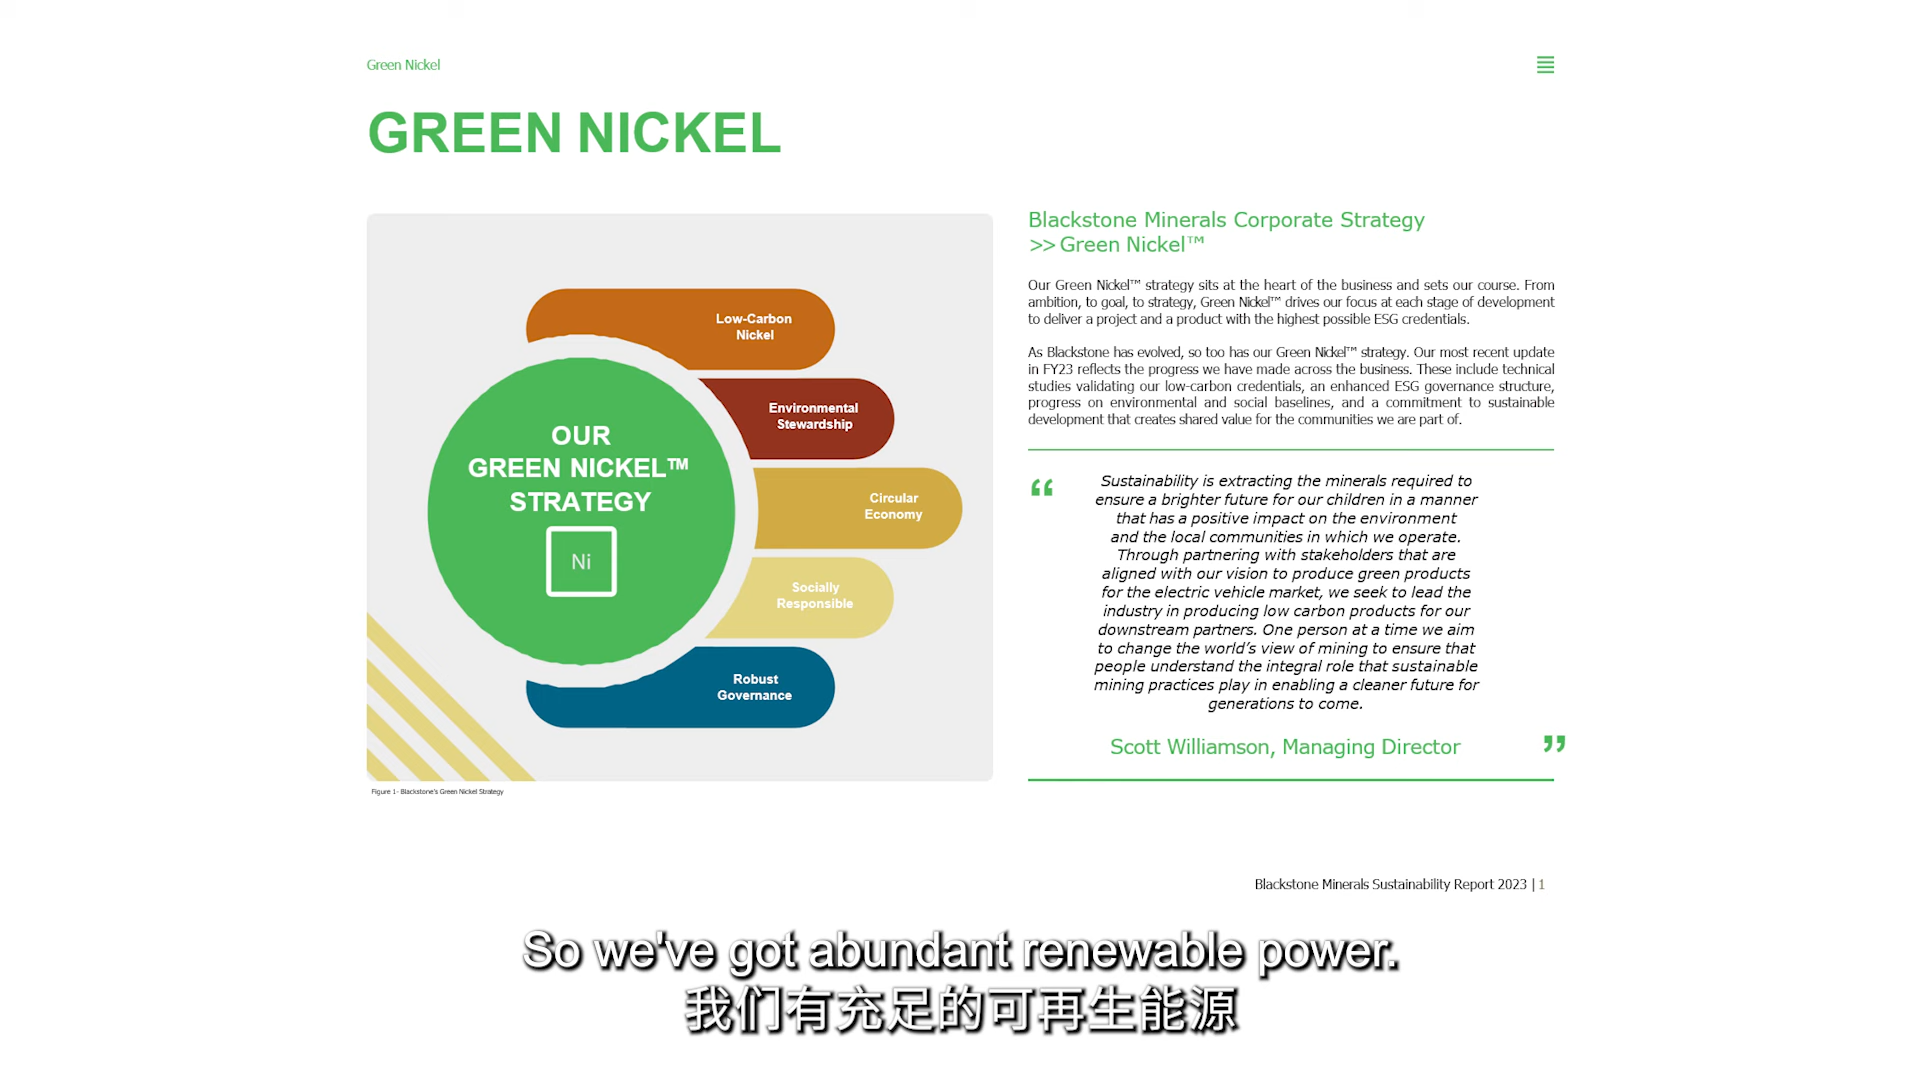 Green Nickel
GREEN NICKEL
OUR
GREEN NICKEL™
STRATEGY
Ni
Low-Carbon
Nickel
Environmental
Stewardship
Circular
Economy
Socially
Responsible
Robust
Governance
Figure 1- Blackstone's Green Nickel Strategy
Blackstone Minerals Corporate Strategy
>> Green Nickel™
Our Green Nickel™ strategy sits at the heart of the business and sets our course. From
ambition, to goal, to strategy, Green Nickel™ drives our focus at each stage of development
to deliver a project and a product with the highest possible ESG credentials.
As Blackstone has evolved, so too has our Green Nickel™ strategy. Our most recent update
in FY23 reflects the progress we have made across the business. These include technical
studies validating our low-carbon credentials, an enhanced ESG governance structure,
progress on environmental and social baselines, and a commitment to sustainable
development that creates shared value for the communities we are part of.
“
Sustainability is extracting the minerals required to
ensure a brighter future for our children in a manner
that has a positive impact on the environment
and the local communities in which we operate.
Through partnering with stakeholders that are
aligned with our vision to produce green products
for the electric vehicle market, we seek to lead the
industry in producing low carbon products for our
downstream partners. One person at a time we aim
to change the world’s view of mining to ensure that
people understand the integral role that sustainable
mining practices play in enabling a cleaner future for
generations to come.
Scott Williamson, Managing Director
”
Blackstone Minerals Sustainability Report 2023 | 1
So we've got abundant renewable power.
我们有充足的可再生能源